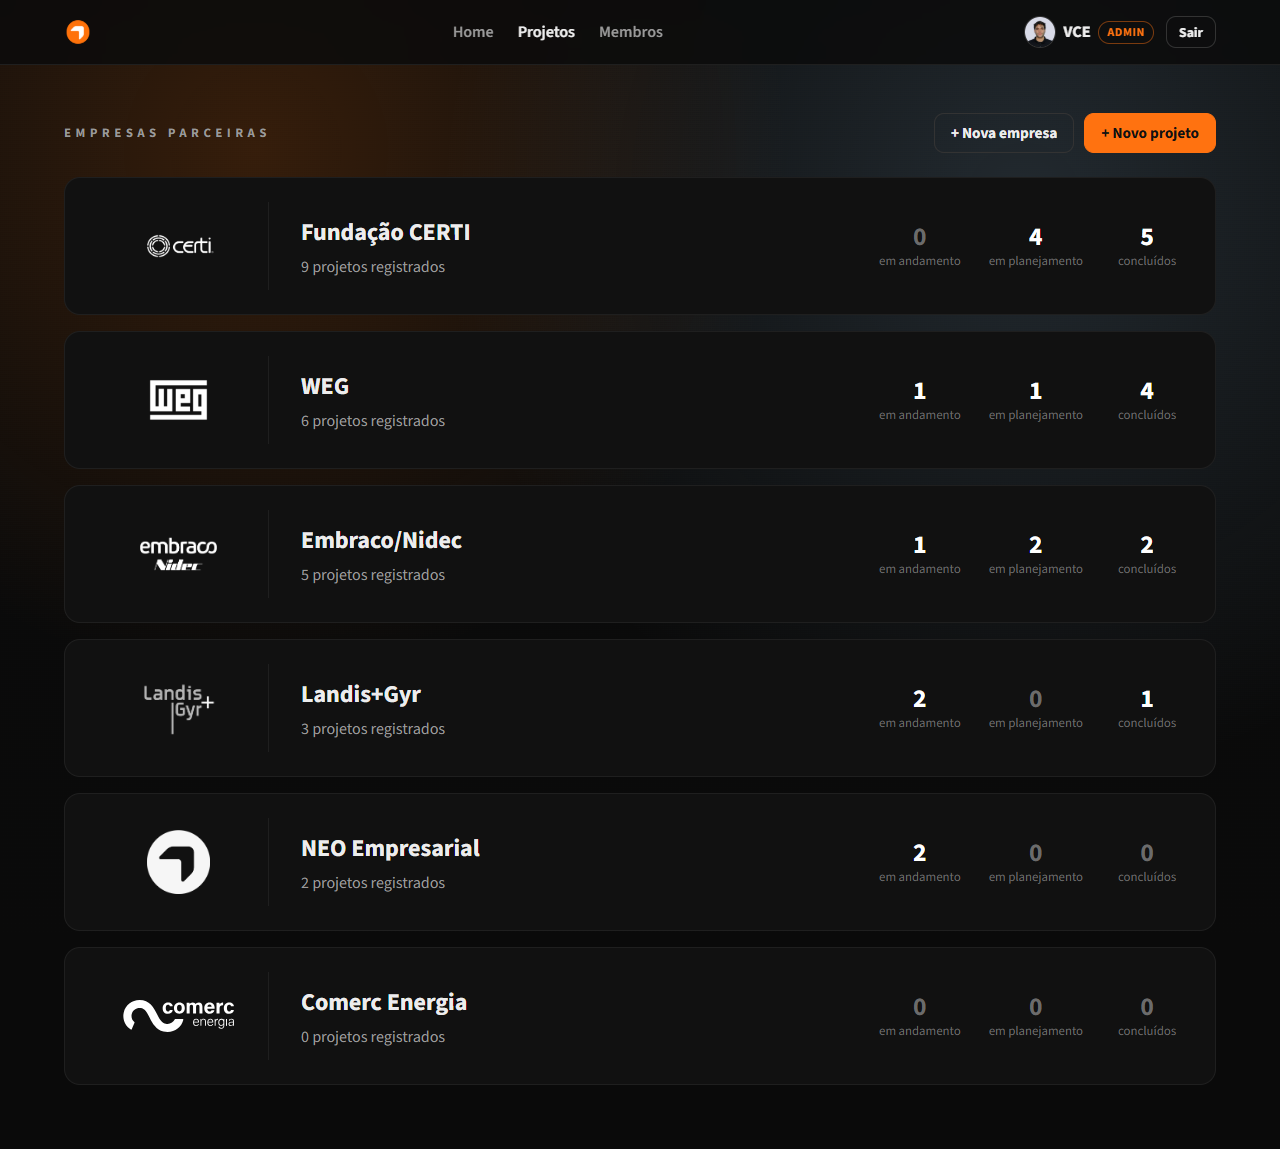 Home Projetos Membros VCE ADMIN Sair
EMPRESAS PARCEIRAS + Nova empresa + Novo projeto
certi
Fundação CERTI
9 projetos registrados
0 4 5
em andamento em planejamento concluídos
weg
WEG
6 projetos registrados
1 1 4
em andamento em planejamento concluídos
embraco
Nidec
Embraco/Nidec
5 projetos registrados
1 2 2
em andamento em planejamento concluídos
Landis+
Gyr
Landis+Gyr
3 projetos registrados
2 0 1
em andamento em planejamento concluídos
NEO Empresarial
2 projetos registrados
2 0 0
em andamento em planejamento concluídos
comerc
energia
Comerc Energia
0 projetos registrados
0 0 0
em andamento em planejamento concluídos